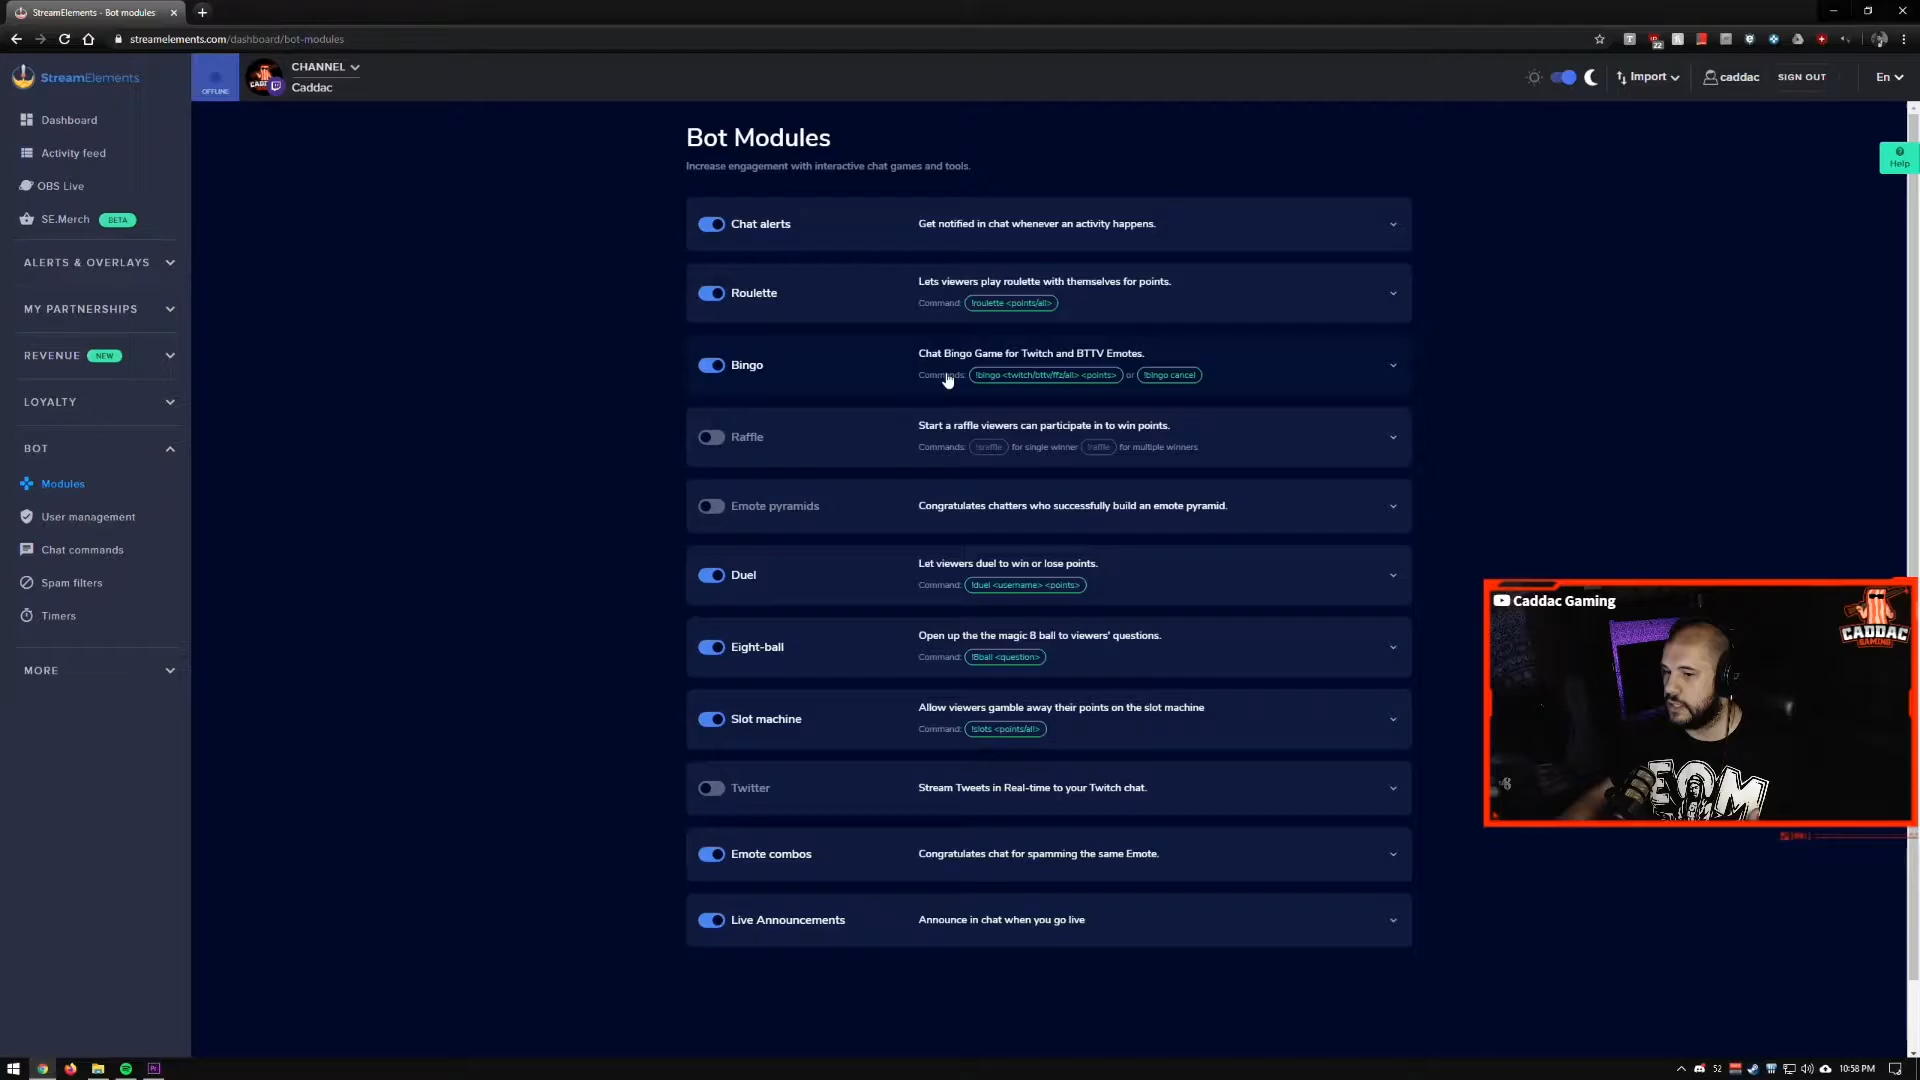 StreamElements - Bot modules
streamelements.com/dashboard/bot-modules
22
StreamElements
OFFLINE
CHANNEL
Caddac
Import
caddac
SIGN OUT
En
Dashboard
Activity feed
OBS Live
SE.Merch BETA
ALERTS & OVERLAYS
MY PARTNERSHIPS
REVENUE NEW
LOYALTY
BOT
Modules
User management
Chat commands
Spam filters
Timers
MORE
Bot Modules
Increase engagement with interactive chat games and tools.
Help
Chat alerts
Get notified in chat whenever an activity happens.
Roulette
Lets viewers play roulette with themselves for points.
Command: !roulette <points/all>
Bingo
Chat Bingo Game for Twitch and BTTV Emotes.
Commands: !bingo <twitch/bttv/ffz/all> <points> or !bingo cancel
Raffle
Start a raffle viewers can participate in to win points.
Commands: !sraffle for single winner !raffle for multiple winners
Emote pyramids
Congratulates chatters who successfully build an emote pyramid.
Duel
Let viewers duel to win or lose points.
Command: !duel <username> <points>
Eight-ball
Open up the the magic 8 ball to viewers' questions.
Command: !8ball <question>
Slot machine
Allow viewers gamble away their points on the slot machine
Command: !slots <points/all>
Twitter
Stream Tweets in Real-time to your Twitch chat.
Emote combos
Congratulates chat for spamming the same Emote.
Live Announcements
Announce in chat when you go live
Caddac Gaming
CADDAC
GAMING
EOM
Pr
52
10:58 PM